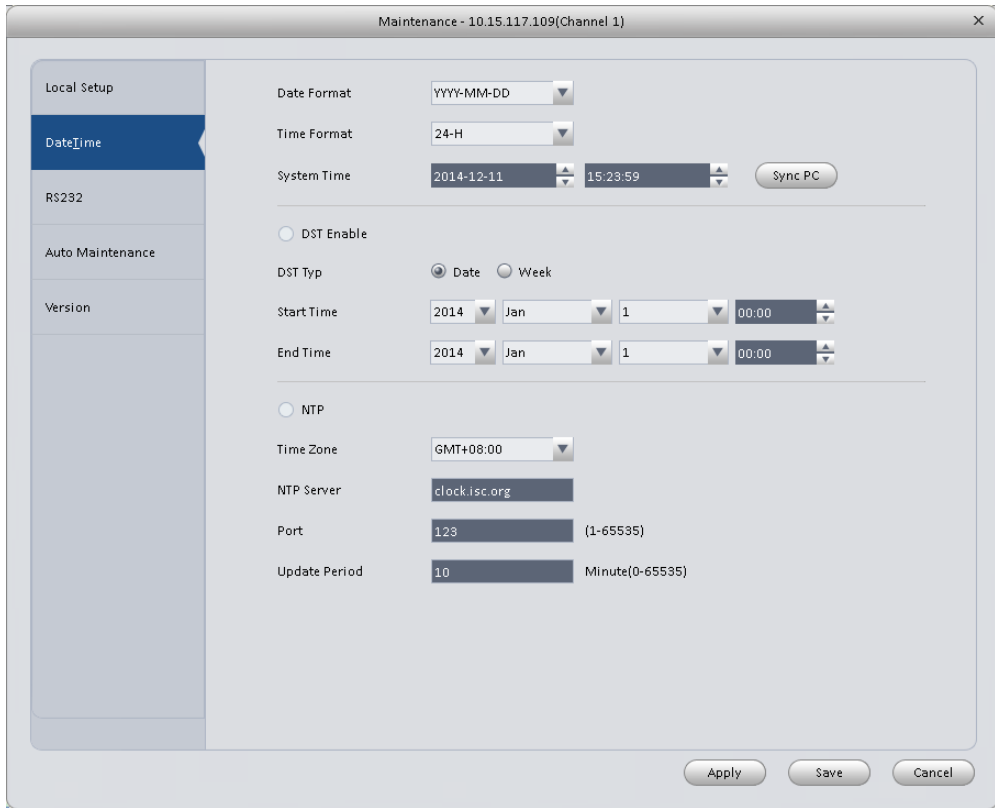 Maintenance - 10.15.117.109(Channel 1)
Local Setup
DateTime
RS232
Auto Maintenance
Version
Date Format YYYY-MM-DD
Time Format 24-H
System Time 2014-12-11 15:23:59 Sync PC
DST Enable
DST Typ Date Week
Start Time 2014 Jan 1 00:00
End Time 2014 Jan 1 00:00
NTP
Time Zone GMT+08:00
NTP Server clock.isc.org
Port 123 (1-65535)
Update Period 10 Minute(0-65535)
Apply Save Cancel